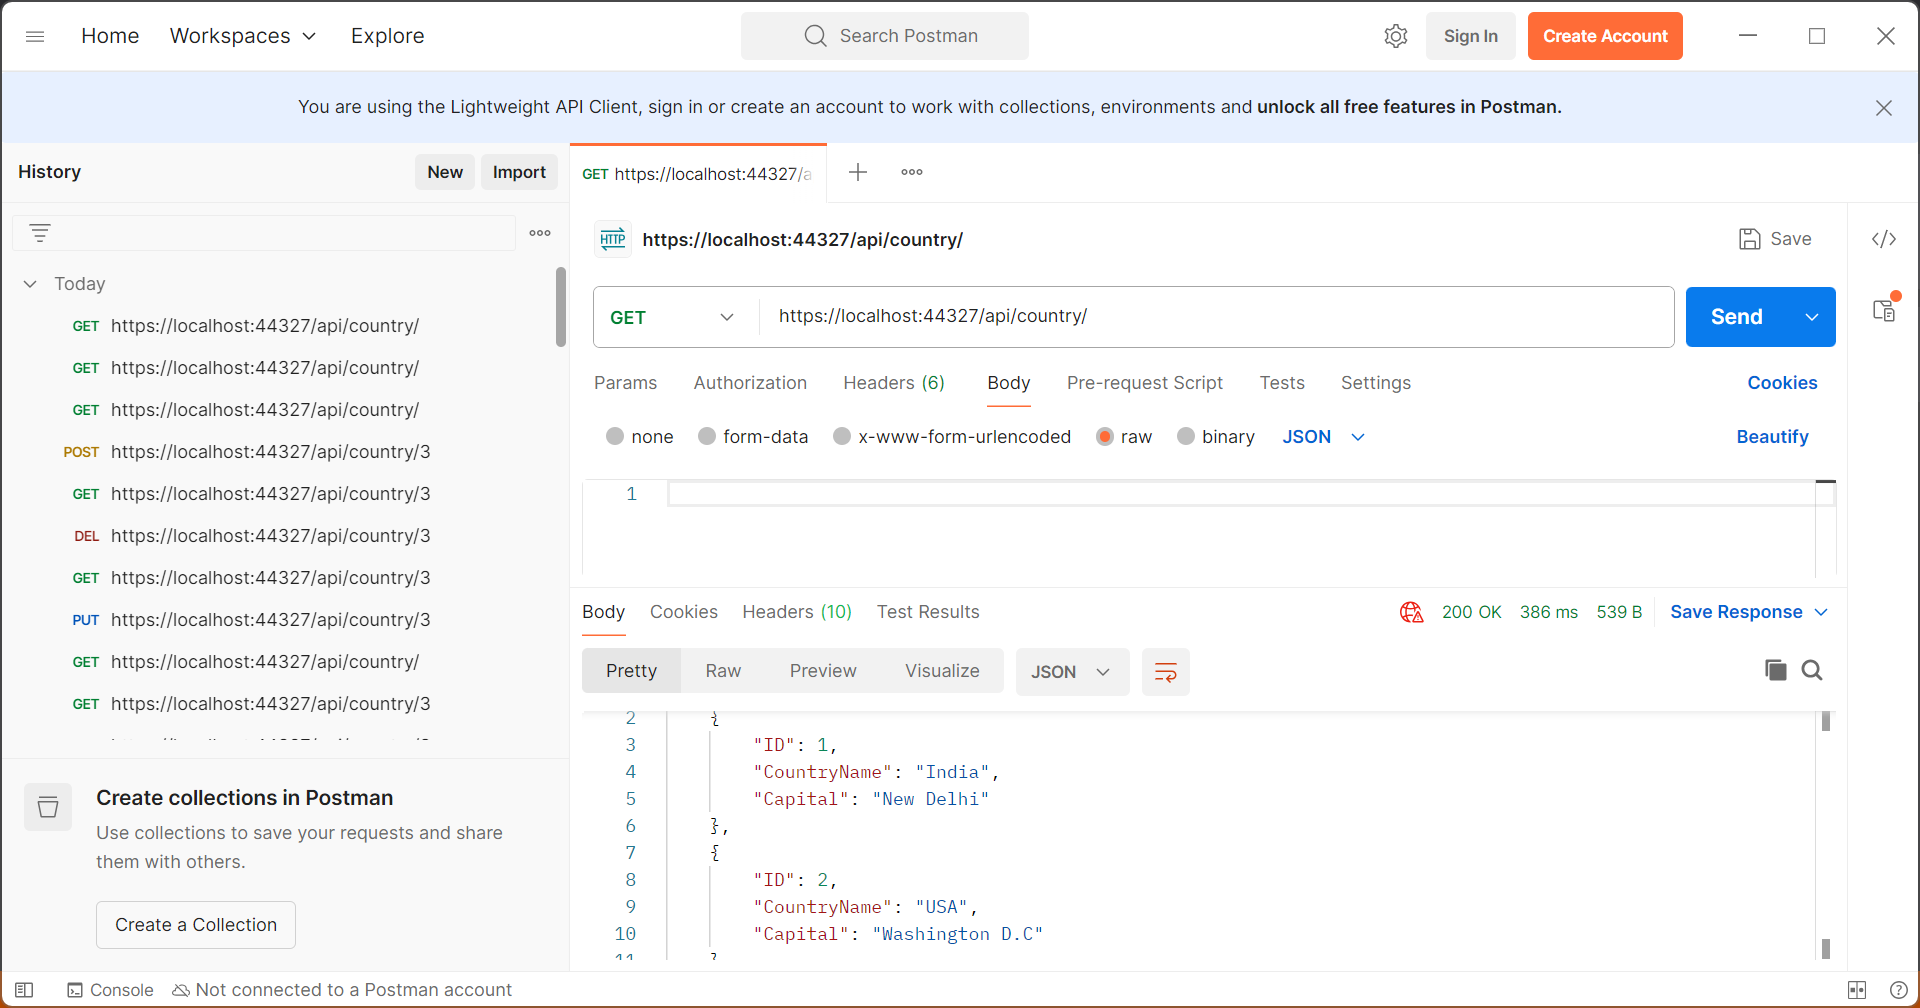 Home
Workspaces
Explore
Search Postman
Sign In
Create Account
You are using the Lightweight API Client, sign in or create an account to work with collections, environments and unlock all free features in Postman.
History
New
Import
GET https://localhost:44327/a
Today
GET https://localhost:44327/api/country/
GET https://localhost:44327/api/country/
GET https://localhost:44327/api/country/
POST https://localhost:44327/api/country/3
GET https://localhost:44327/api/country/3
DEL https://localhost:44327/api/country/3
GET https://localhost:44327/api/country/3
PUT https://localhost:44327/api/country/3
GET https://localhost:44327/api/country/
GET https://localhost:44327/api/country/3
Create collections in Postman
Use collections to save your requests and share
them with others.
Create a Collection
HTTP
https://localhost:44327/api/country/
Save
GET
https://localhost:44327/api/country/
Send
Params
Authorization
Headers (6)
Body
Pre-request Script
Tests
Settings
Cookies
none
form-data
x-www-form-urlencoded
raw
binary
JSON
Beautify
1
Body
Cookies
Headers (10)
Test Results
200 OK
386 ms
539 B
Save Response
Pretty
Raw
Preview
Visualize
JSON
2 {
3 "ID": 1,
4 "CountryName": "India",
5 "Capital": "New Delhi"
6 },
7 {
8 "ID": 2,
9 "CountryName": "USA",
10 "Capital": "Washington D.C"
Console
Not connected to a Postman account